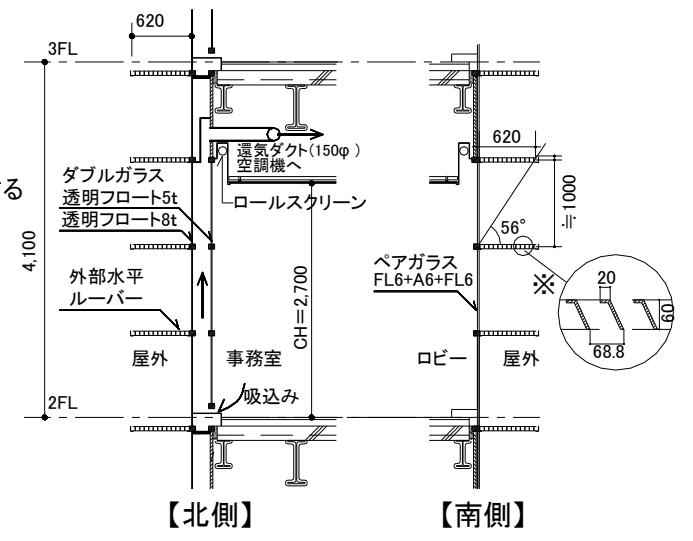 620
3FL
還気ダクト(150φ)
空調機へ
620
する
ダブルガラス
透明フロート5t
透明フロート8t
ロールスクリーン
≒1000
56°
4,100
外部水平
ルーバー
CH=2,700
ペアガラス
FL6+A6+FL6
※
20
60
68.8
屋外
事務室
ロビー
屋外
吸込み
2FL
【北側】
【南側】